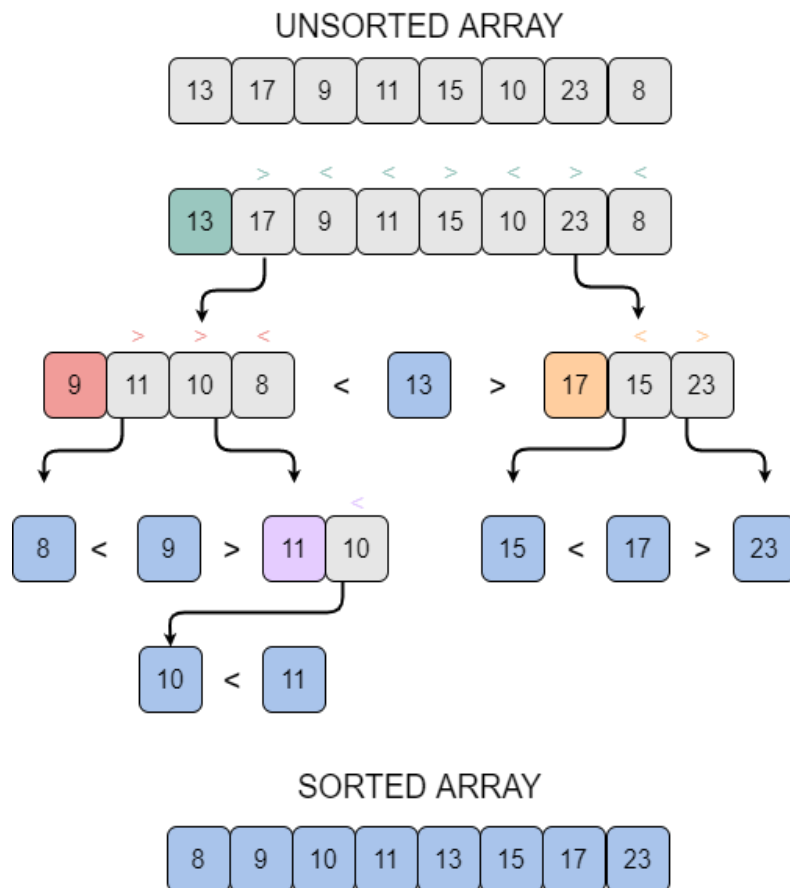 UNSORTED ARRAY
13 17 9 11 15 10 23 8
> < < > < > <
13 17 9 11 15 10 23 8
> > < < >
9 11 10 8 < 13 > 17 15 23
<
8 < 9 > 11 10 15 < 17 > 23
10 < 11
SORTED ARRAY
8 9 10 11 13 15 17 23